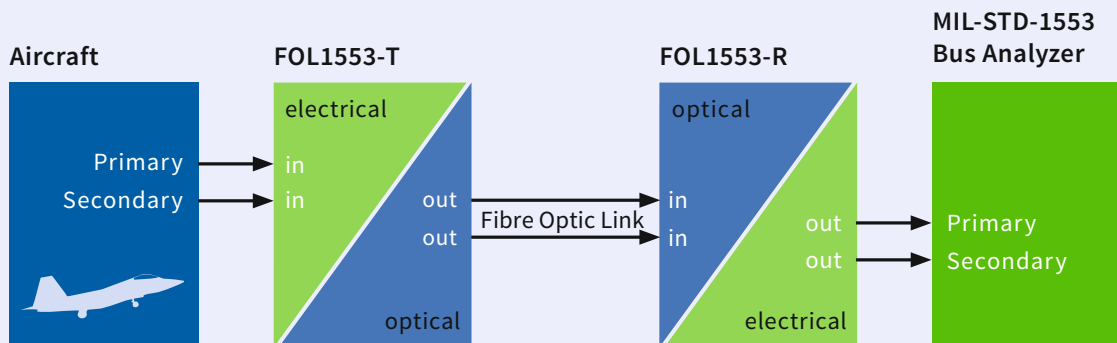 Aircraft
FOL1553-T
FOL1553-R
MIL-STD-1553
Bus Analyzer
Primary
Secondary
electrical
in
in
out
out
optical
Fibre Optic Link
optical
in
in
out
out
electrical
Primary
Secondary